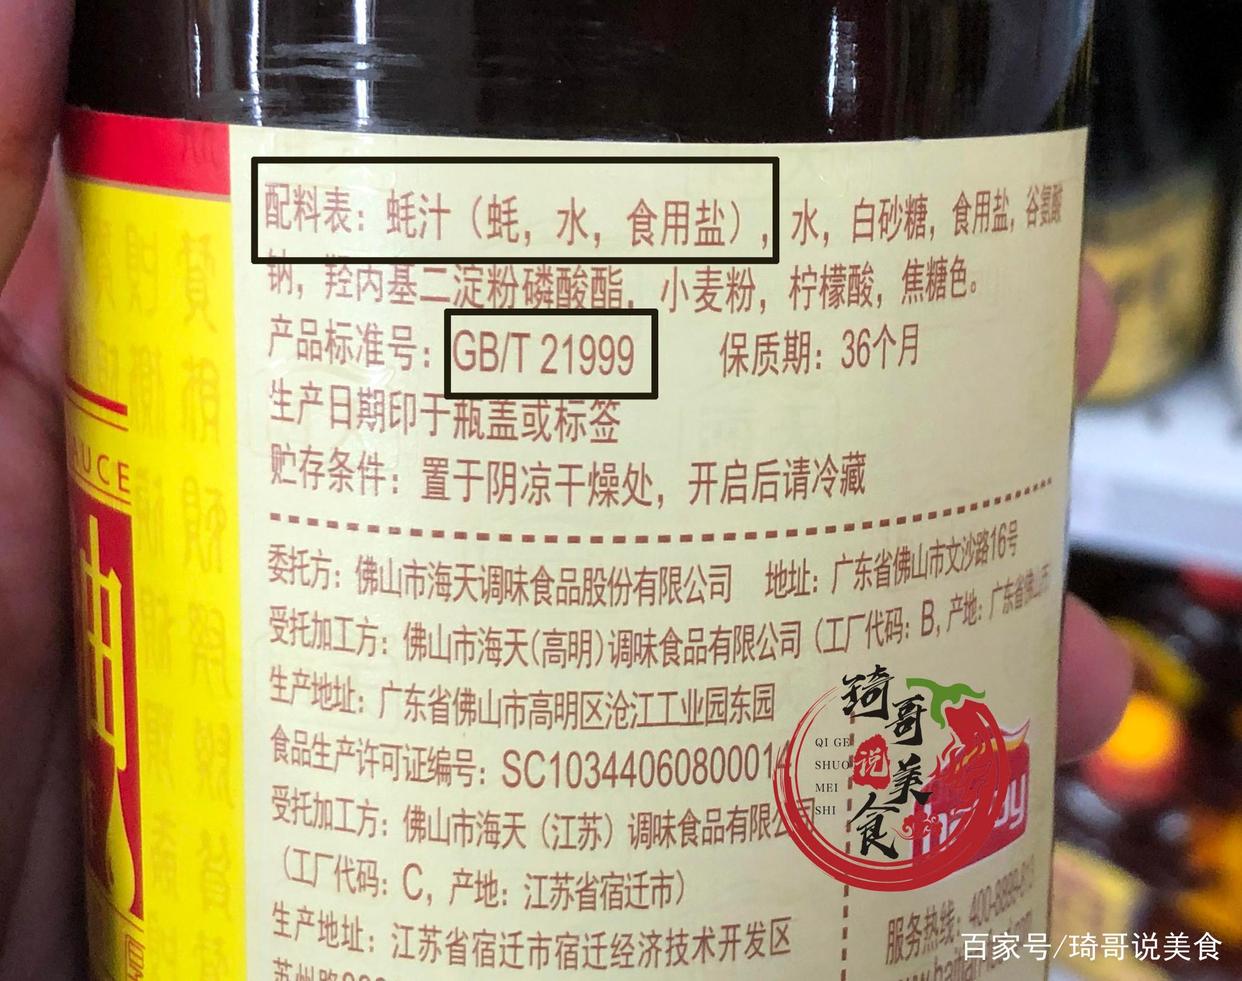 配料表：蚝汁（蚝，水，食用盐），水，白砂糖，食用盐，谷氨酸
钠，羟丙基二淀粉磷酸酯，小麦粉，柠檬酸，焦糖色。
产品标准号：GB/T 21999 保质期：36个月
生产日期印于瓶盖或标签
贮存条件：置于阴凉干燥处，开启后请冷藏
委托方：佛山市海天调味食品股份有限公司 地址：广东省佛山市文沙路16号
受托加工方：佛山市海天(高明)调味食品有限公司（工厂代码：B，产地：广东省佛山市
生产地址：广东省佛山市高明区沧江工业园东园
食品生产许可证编号：SC10344060800014
受托加工方：佛山市海天（江苏）调味食品有限公司
（工厂代码：C，产地：江苏省宿迁市）
生产地址：江苏省宿迁市宿迁经济技术开发区
苏州路
服务热线：400-8899-813
AUCE
油
琦哥说美食
QI GE
SHUO
MEI
SHI
百家号/琦哥说美食